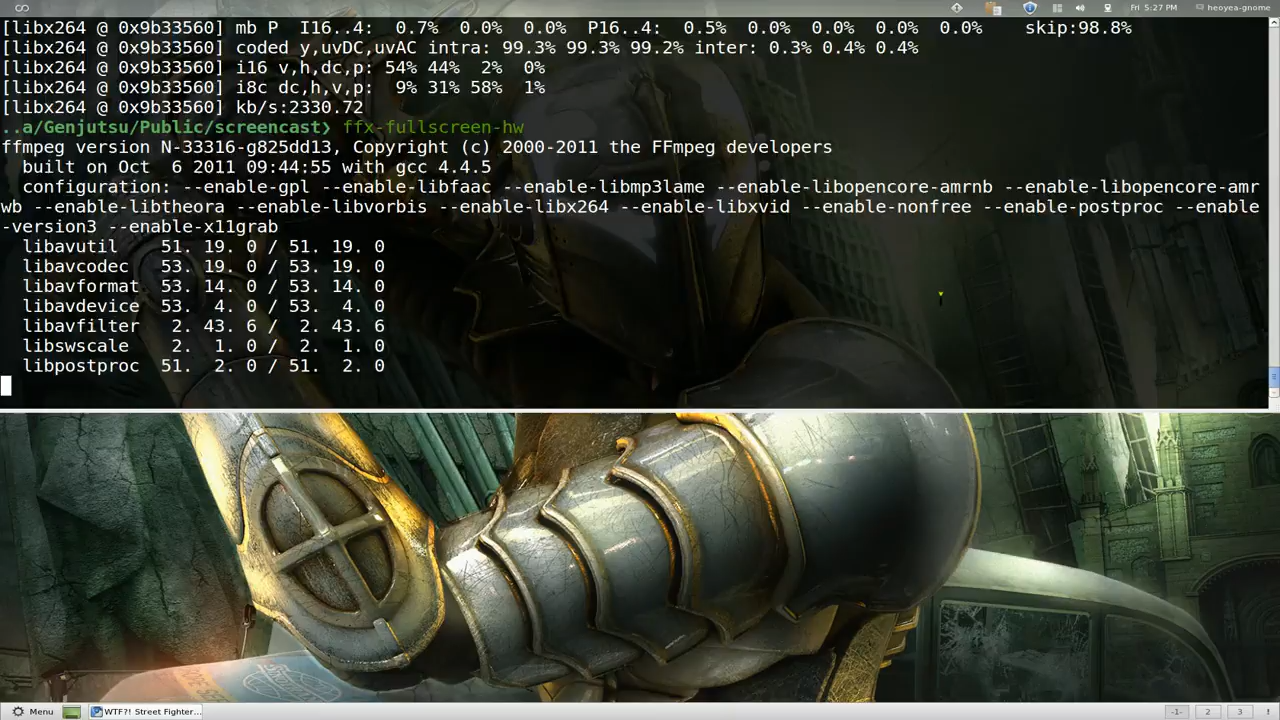 Fri 5:27 PM heoyea-gnome
[libx264 @ 0x9b33560] mb P  I16..4:  0.7%  0.0%  0.0%  P16..4:  0.5%  0.0%  0.0%  0.0%  0.0%    skip:98.8%
[libx264 @ 0x9b33560] coded y,uvDC,uvAC intra: 99.3% 99.3% 99.2% inter: 0.3% 0.4% 0.4%
[libx264 @ 0x9b33560] i16 v,h,dc,p: 54% 44%  2%  0%
[libx264 @ 0x9b33560] i8c dc,h,v,p:  9% 31% 58%  1%
[libx264 @ 0x9b33560] kb/s:2330.72
..a/Genjutsu/Public/screencast❯ ffx-fullscreen-hw
ffmpeg version N-33316-g825dd13, Copyright (c) 2000-2011 the FFmpeg developers
  built on Oct  6 2011 09:44:55 with gcc 4.4.5
  configuration: --enable-gpl --enable-libfaac --enable-libmp3lame --enable-libopencore-amrnb --enable-libopencore-amr
wb --enable-libtheora --enable-libvorbis --enable-libx264 --enable-libxvid --enable-nonfree --enable-postproc --enable
-version3 --enable-x11grab
  libavutil    51. 19. 0 / 51. 19. 0
  libavcodec   53. 19. 0 / 53. 19. 0
  libavformat  53. 14. 0 / 53. 14. 0
  libavdevice  53.  4. 0 / 53.  4. 0
  libavfilter   2. 43. 6 /  2. 43. 6
  libswscale    2.  1. 0 /  2.  1. 0
  libpostproc  51.  2. 0 / 51.  2. 0
Menu WTF?! Street Fighter... -1- 2 3 !